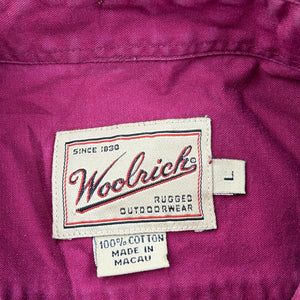 SINCE 1830
Woolrich
RUGGED
OUTDOORWEAR
L
100% COTTON
MADE IN
MACAU